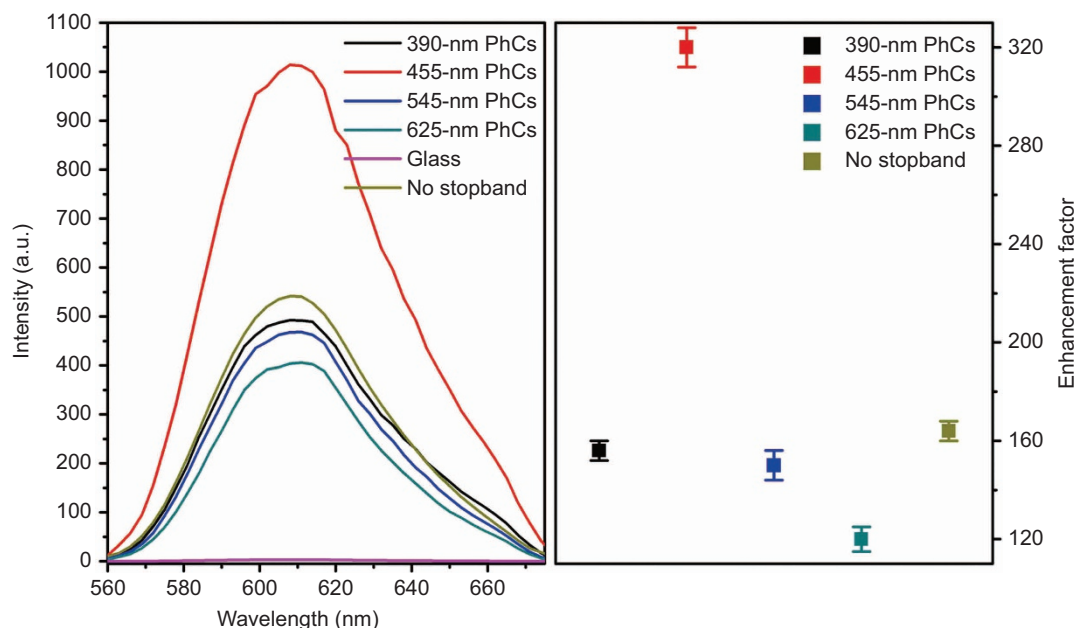 1100
1000
900
800
700
600
500
400
300
200
100
0
Intensity (a.u.)
560
580
600
620
640
660
Wavelength (nm)
390-nm PhCs
455-nm PhCs
545-nm PhCs
625-nm PhCs
Glass
No stopband
390-nm PhCs
455-nm PhCs
545-nm PhCs
625-nm PhCs
No stopband
320
280
240
200
160
120
Enhancement factor